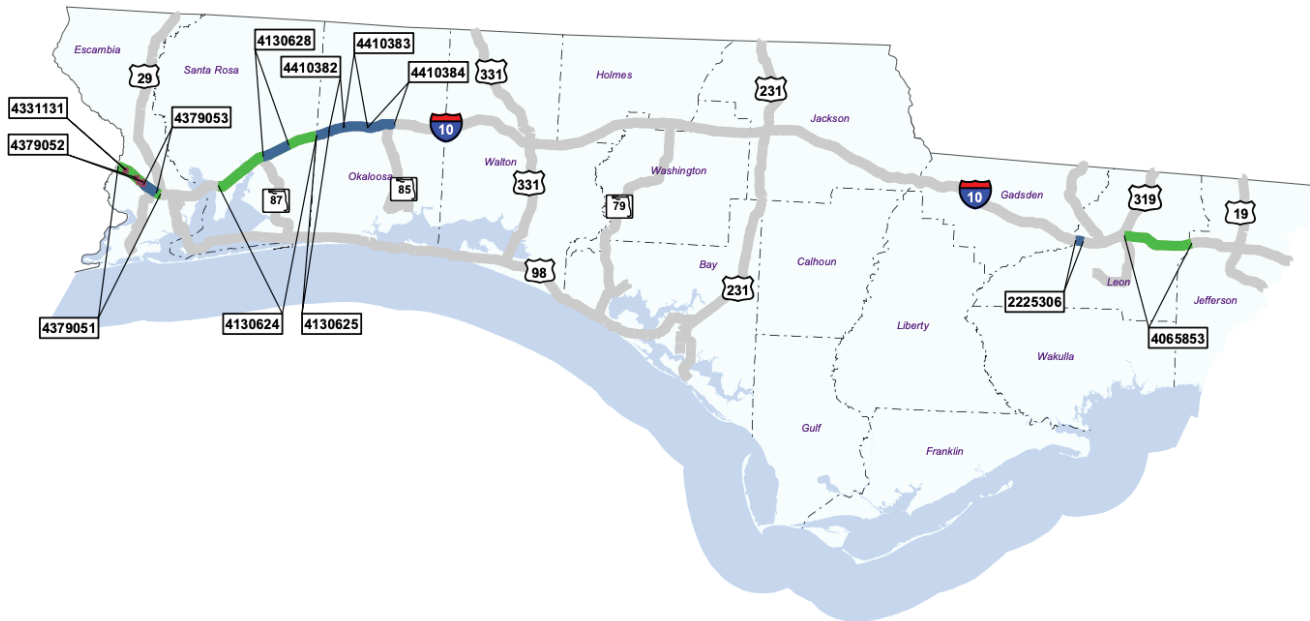 4130628
4410383
Escambia
4410382
4410384
29
Santa Rosa
331
Holmes
231
4331131
4379053
4379052
10
Jackson
Okaloosa
Walton
Washington
331
87
85
79
10
Gadsden
319
19
98
Bay
231
Calhoun
Leon
Jefferson
2225306
4379051
4130624
4130625
Liberty
4065853
Wakulla
Gulf
Franklin